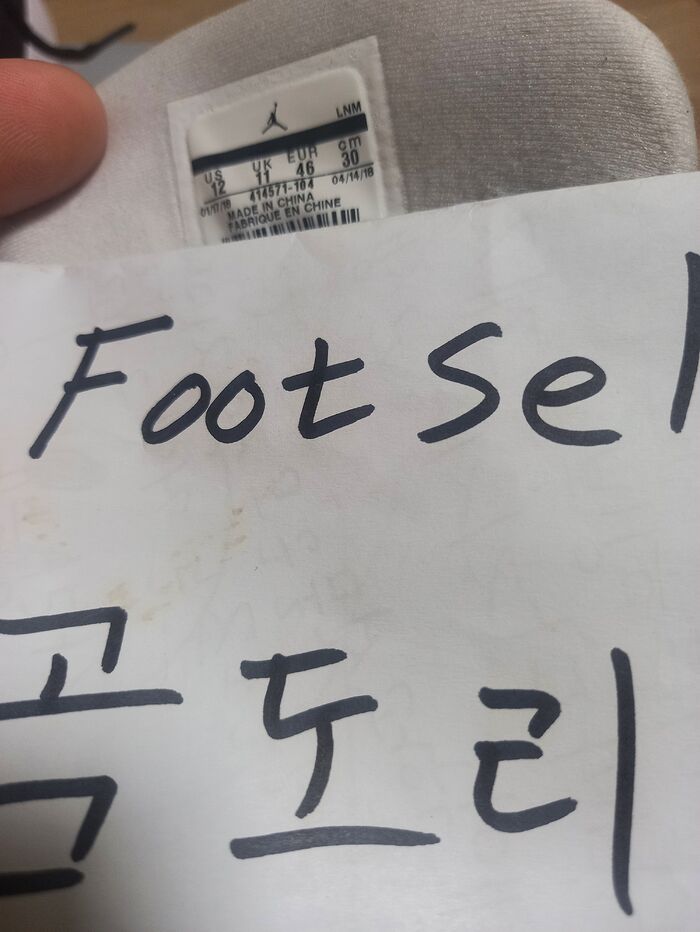 LNM
US UK EUR cm
12 11 46 30
01/17/18 414571-104 04/14/18
MADE IN CHINA
FABRIQUE EN CHINE
Footsel
곰도리